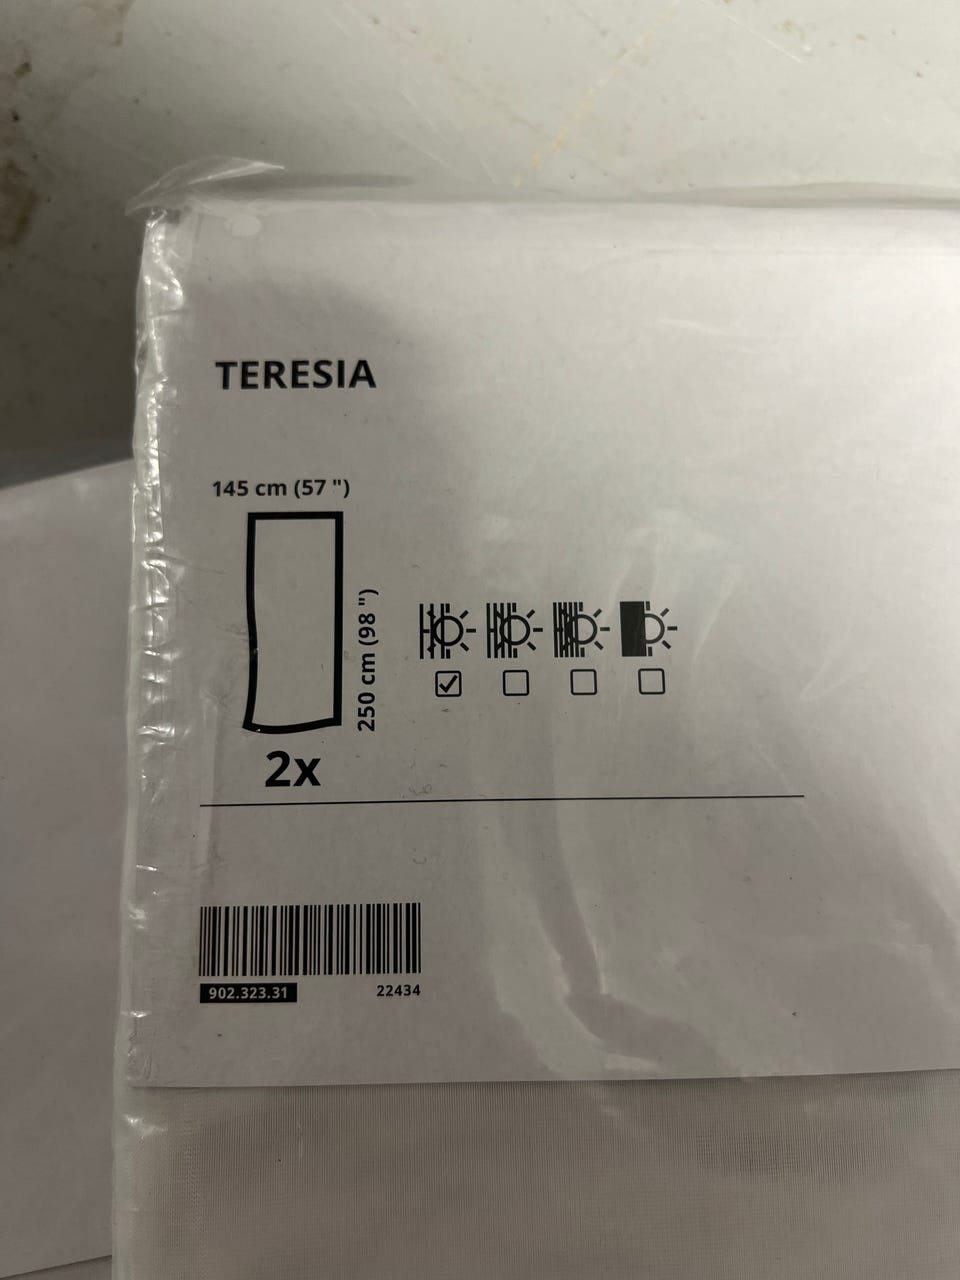 TERESIA
145 cm (57 ")
250 cm (98 ")
2x
902.323.31
22434